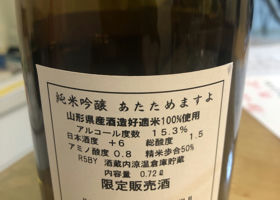 純米吟醸 あたためますよ
山形県産酒造好適米100%使用
アルコール度数 15.3%
日本酒度 +6 総酸度 1.5
アミノ酸度 0.8 精米歩合50%
R5BY 酒蔵内涼温倉庫貯蔵
内容量 0.72ℓ
限定販売酒